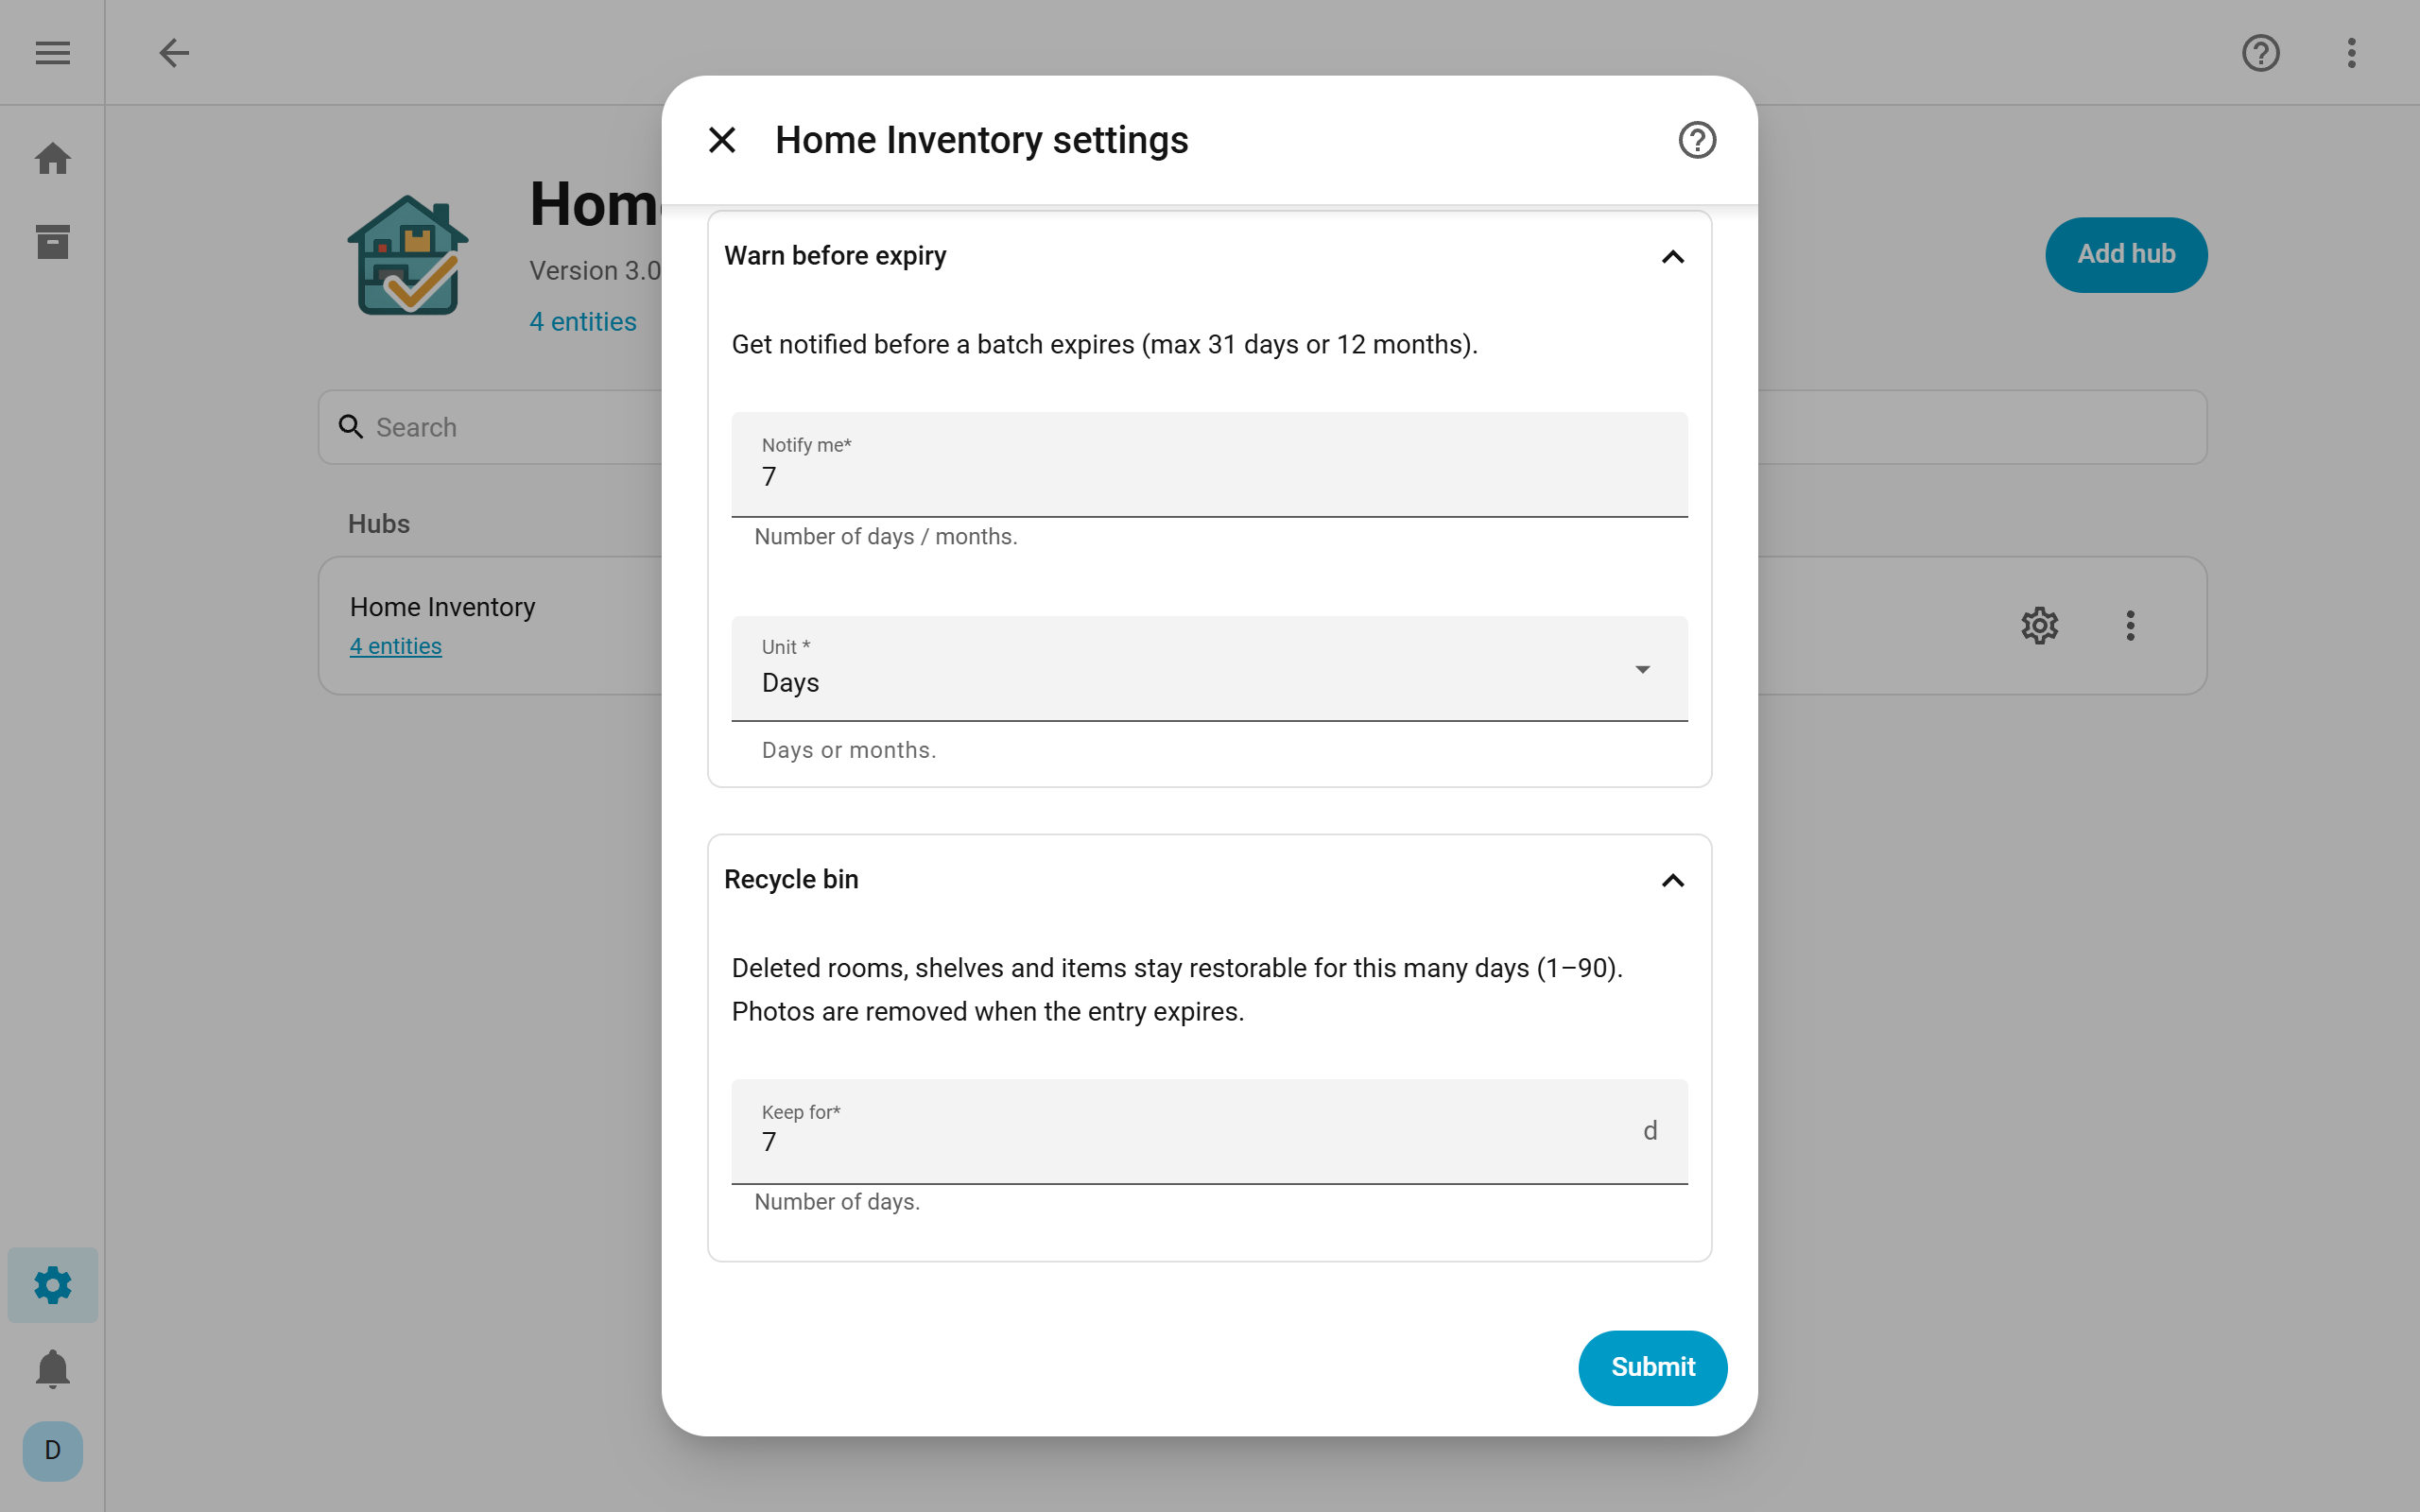 Home Inventory settings
Hom
Version 3.0
4 entities
Add hub
Search
Hubs
Home Inventory
4 entities
Warn before expiry
Get notified before a batch expires (max 31 days or 12 months).
Notify me*
7
Number of days / months.
Unit *
Days
Days or months.
Recycle bin
Deleted rooms, shelves and items stay restorable for this many days (1–90).
Photos are removed when the entry expires.
Keep for*
7
d
Number of days.
Submit
D